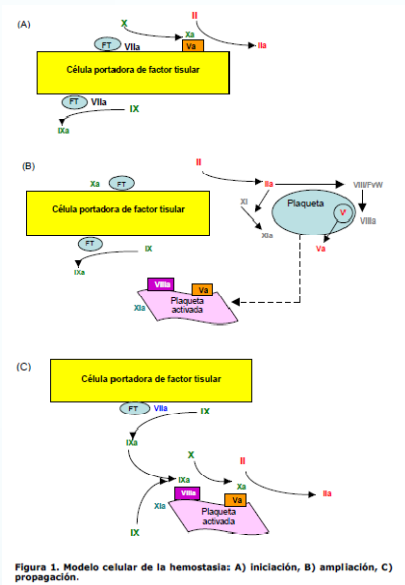 (A)
II
X
Xa
FT
VIIa
Va
IIa
Célula portadora de factor tisular
FT
VIIa
IX
IXa
(B)
II
Xa
FT
IIa
VIII/FvW
Célula portadora de factor tisular
XI
Plaqueta
V
VIIIa
XIa
Va
FT
IX
IXa
VIIIa
Va
XIa
Plaqueta
activada
(C)
Célula portadora de factor tisular
FT
VIIa
IX
IXa
X
II
IXa
Xa
VIIIa
Va
IIa
XIa
Plaqueta
activada
IX
Figura 1. Modelo celular de la hemostasia: A) iniciación, B) ampliación, C)
propagación.